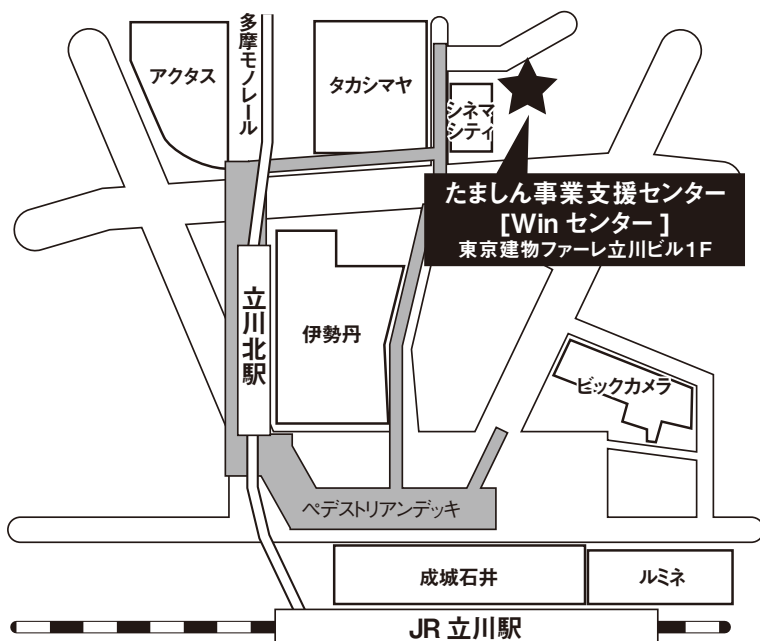 多摩モノレール
アクタス
タカシマヤ
シネマ
シティ
たましん事業支援センター
[Win センター ]
東京建物ファーレ立川ビル1F
立川北駅
伊勢丹
ビックカメラ
ペデストリアンデッキ
成城石井
ルミネ
JR 立川駅